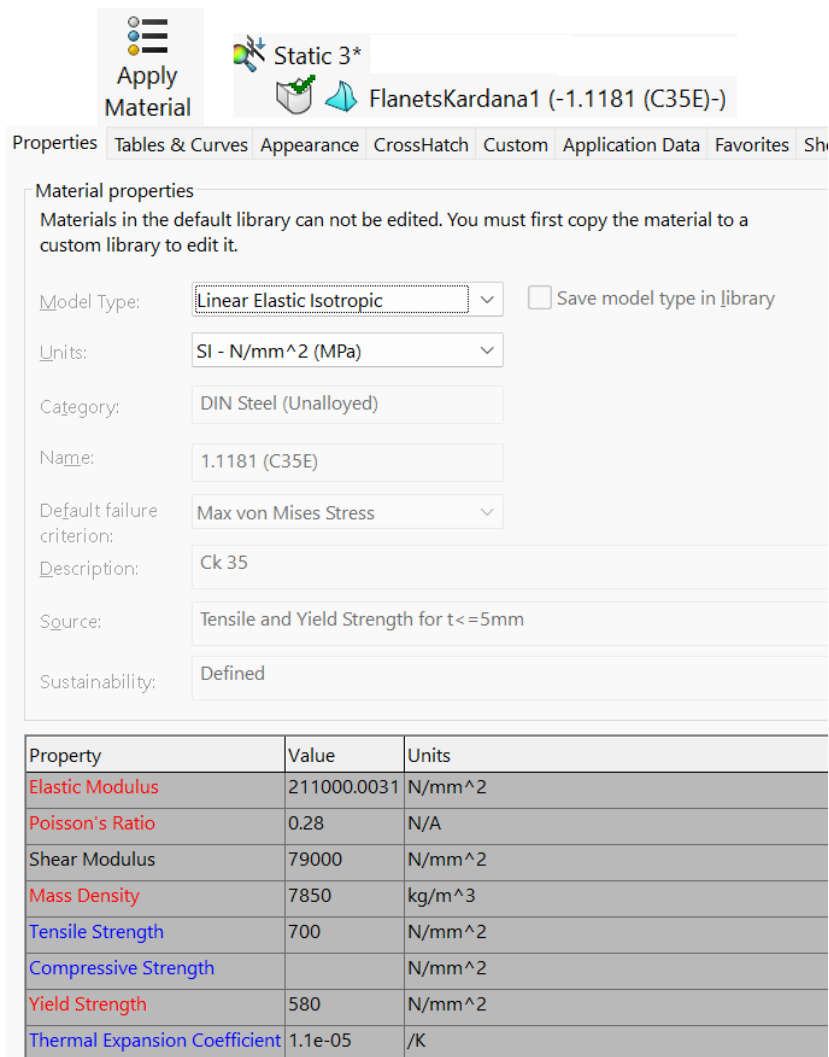 Apply
Material
Static 3*
FlanetsKardana1 (-1.1181 (C35E)-)
Properties Tables & Curves Appearance CrossHatch Custom Application Data Favorites She
Material properties
Materials in the default library can not be edited. You must first copy the material to a
custom library to edit it.
Model Type: Linear Elastic Isotropic Save model type in library
Units: SI - N/mm^2 (MPa)
Category: DIN Steel (Unalloyed)
Name: 1.1181 (C35E)
Default failure
criterion: Max von Mises Stress
Description: Ck 35
Source: Tensile and Yield Strength for t<=5mm
Sustainability: Defined
Property Value Units
Elastic Modulus 211000.0031 N/mm^2
Poisson's Ratio 0.28 N/A
Shear Modulus 79000 N/mm^2
Mass Density 7850 kg/m^3
Tensile Strength 700 N/mm^2
Compressive Strength N/mm^2
Yield Strength 580 N/mm^2
Thermal Expansion Coefficient 1.1e-05 /K